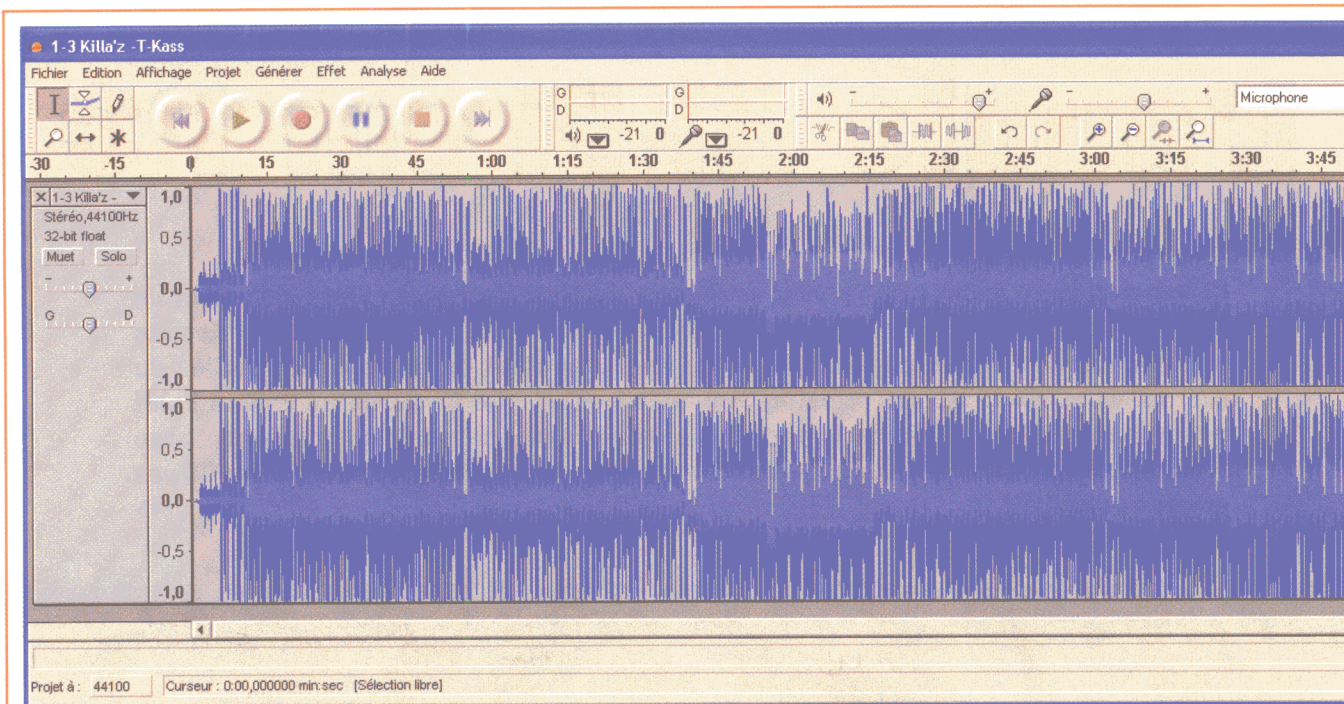 1-3 Killa'z -T-Kass
Fichier Edition Affichage Projet Générer Effet Analyse Aide
G G
D D
-21 0 -21 0
- + - + Microphone
-30 -15 0 15 30 45 1:00 1:15 1:30 1:45 2:00 2:15 2:30 2:45 3:00 3:15 3:30 3:45
1-3 Killa'z -
Stéréo,44100Hz
32-bit float
Muet Solo
- +
G D
1,0
0,5
0,0
-0,5
-1,0
1,0
0,5
0,0
-0,5
-1,0
Projet à : 44100 Curseur : 0:00,000000 min:sec [Sélection libre]